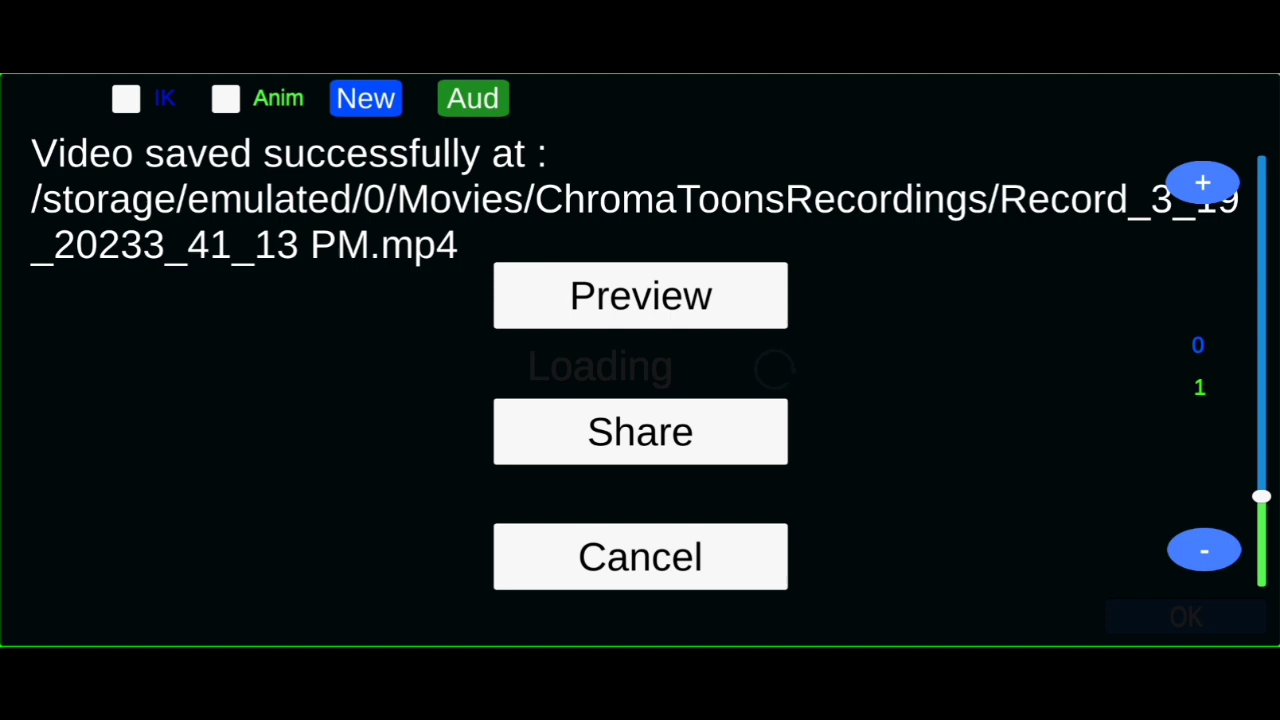 IK Anim New Aud
Video saved successfully at :
/storage/emulated/0/Movies/ChromaToonsRecordings/Record_3_19
_20233_41_13 PM.mp4
+
Preview
0
Loading
1
Share
-
Cancel
OK